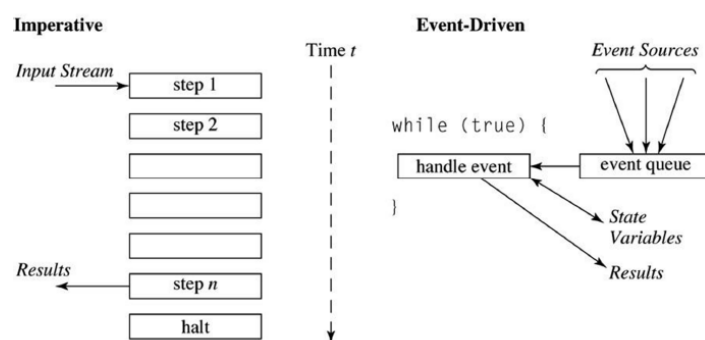 Imperative
Input Stream
step 1
step 2
Results
step n
halt
Time t
Event-Driven
Event Sources
while (true) {
handle event
event queue
}
State
Variables
Results